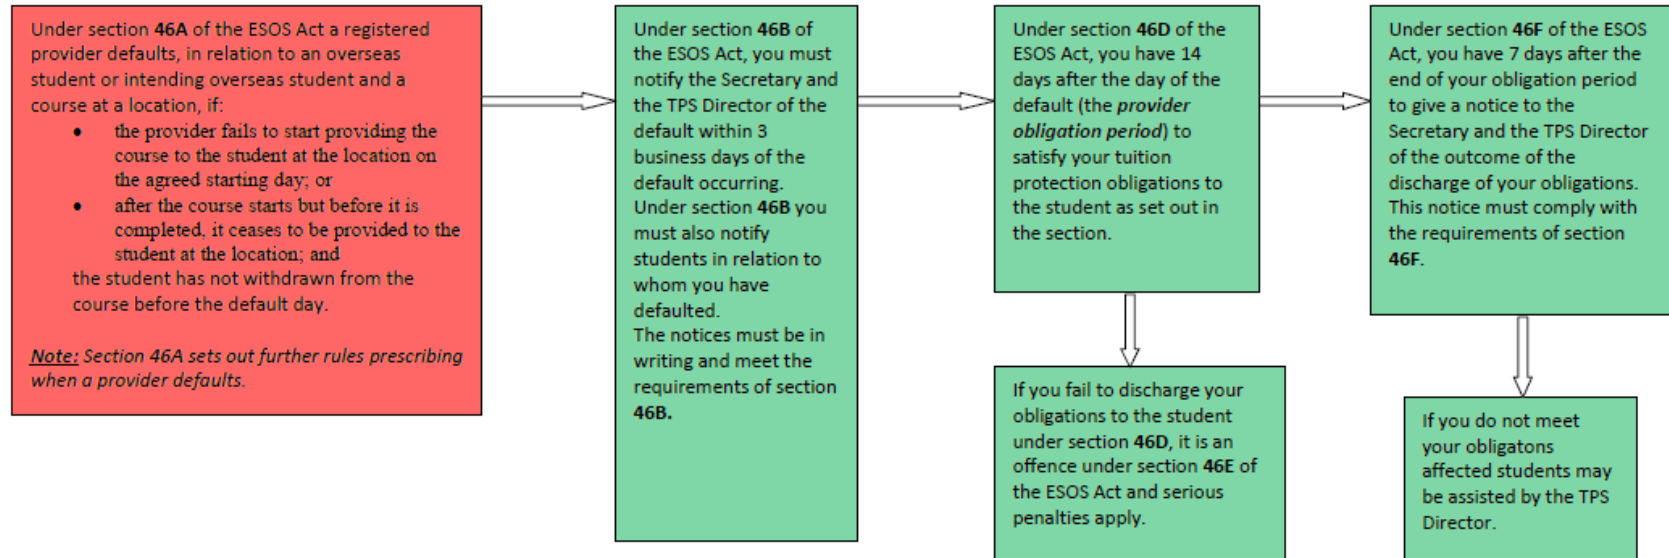 Under section 46A of the ESOS Act a registered
provider defaults, in relation to an overseas
student or intending overseas student and a
course at a location, if:
• the provider fails to start providing the
course to the student at the location on
the agreed starting day; or
• after the course starts but before it is
completed, it ceases to be provided to the
student at the location; and
the student has not withdrawn from the
course before the default day.
Note: Section 46A sets out further rules prescribing
when a provider defaults.
Under section 46B of
the ESOS Act, you must
notify the Secretary and
the TPS Director of the
default within 3
business days of the
default occurring.
Under section 46B you
must also notify
students in relation to
whom you have
defaulted.
The notices must be in
writing and meet the
requirements of section
46B.
Under section 46D of the
ESOS Act, you have 14
days after the day of the
default (the provider
obligation period) to
satisfy your tuition
protection obligations to
the student as set out in
the section.
If you fail to discharge your
obligations to the student
under section 46D, it is an
offence under section 46E of
the ESOS Act and serious
penalties apply.
Under section 46F of the ESOS
Act, you have 7 days after the
end of your obligation period
to give a notice to the
Secretary and the TPS Director
of the outcome of the
discharge of your obligations.
This notice must comply with
the requirements of section
46F.
If you do not meet
your obligatons
affected students may
be assisted by the TPS
Director.